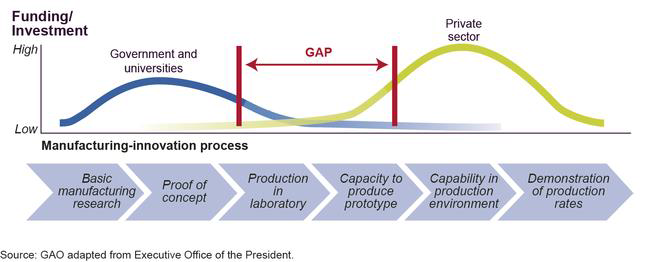 Funding/
Investment
High
Low
Government and
universities
GAP
Private
sector
Manufacturing-innovation process
Basic
manufacturing
research
Proof of
concept
Production
in
laboratory
Capacity to
produce
prototype
Capability in
production
environment
Demonstration
of production
rates
Source: GAO adapted from Executive Office of the President.